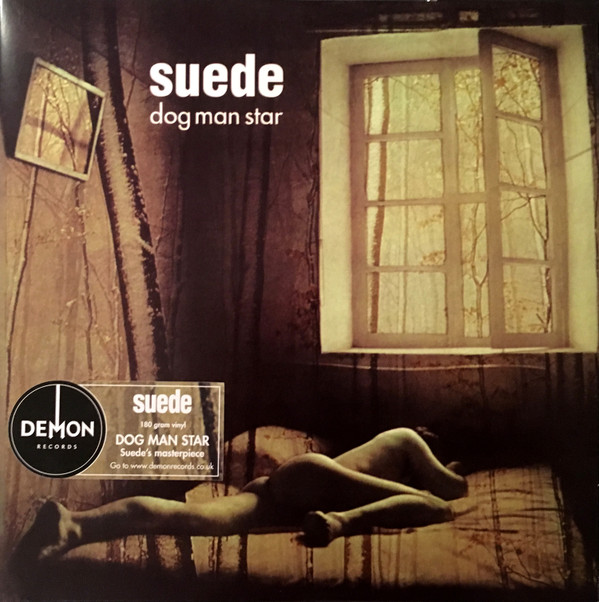 suede
dog man star
DEMON
RECORDS
suede
180 gram vinyl
DOG MAN STAR
Suede's masterpiece
Go to www.demonrecords.co.uk